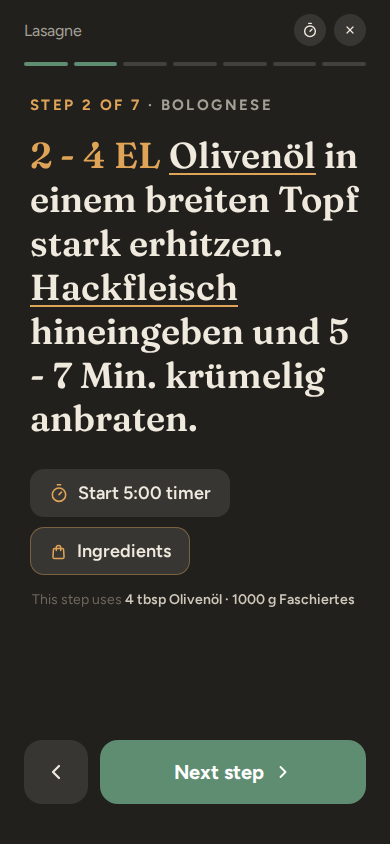 Lasagne
STEP 2 OF 7 · BOLOGNESE
2 - 4 EL Olivenöl in
einem breiten Topf
stark erhitzen.
Hackfleisch
hineingeben und 5
- 7 Min. krümelig
anbraten.
Start 5:00 timer
Ingredients
This step uses 4 tbsp Olivenöl · 1000 g Faschiertes
Next step